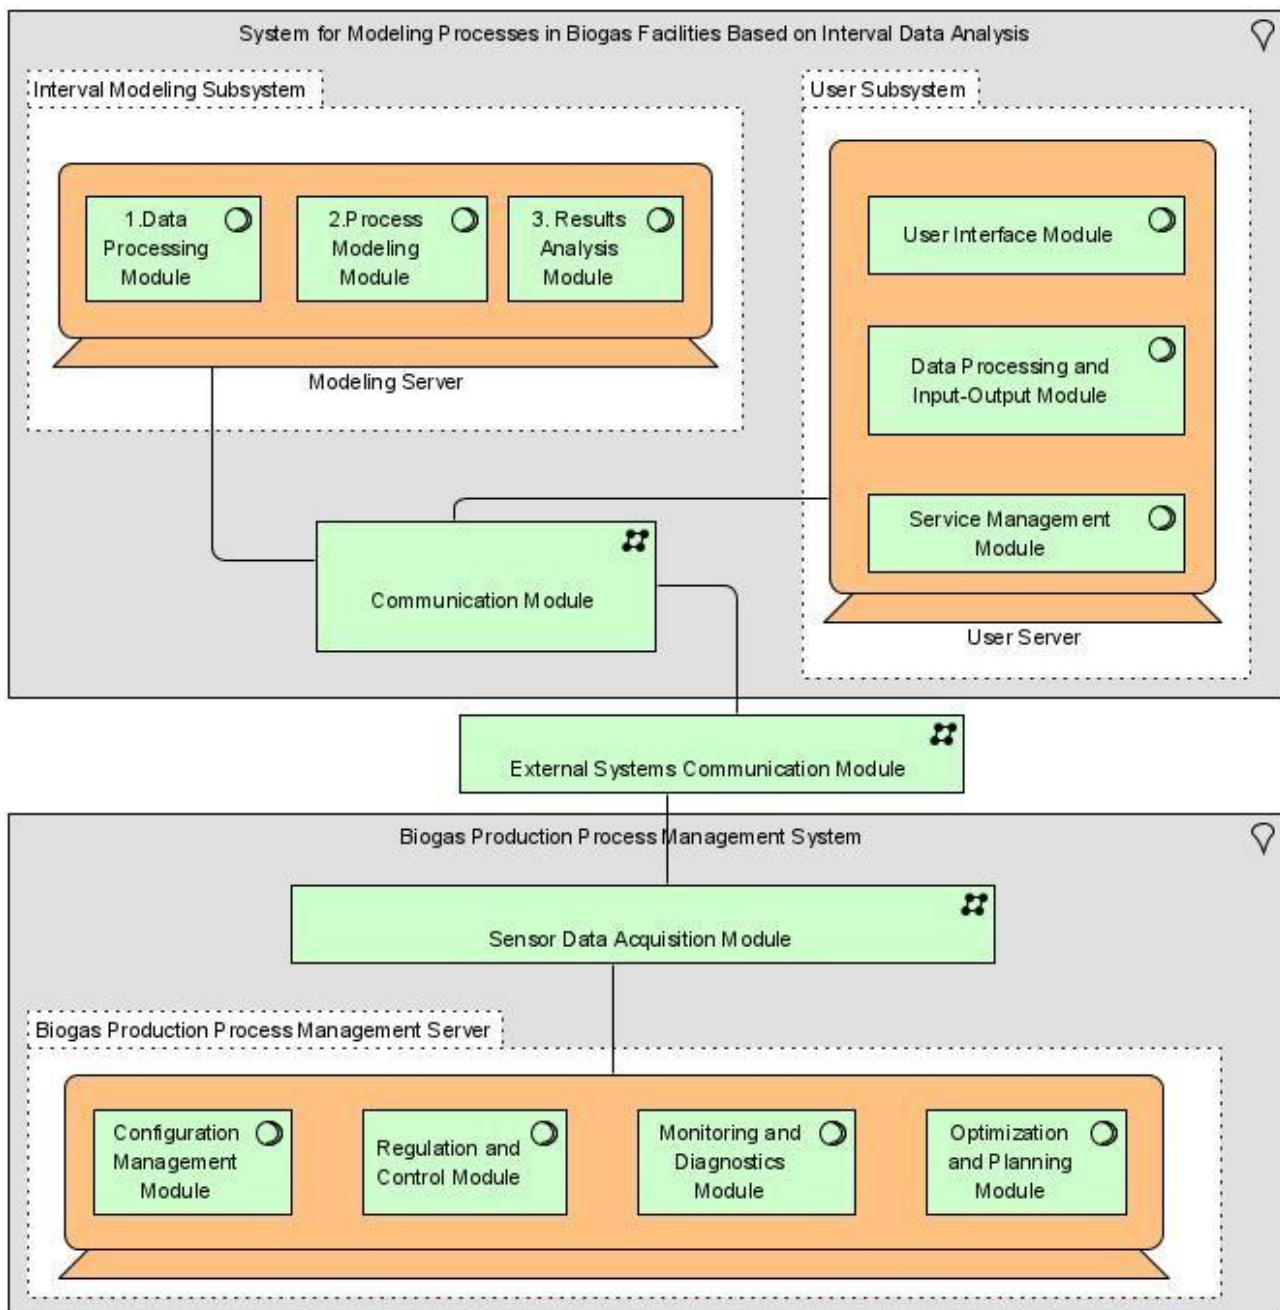 System for Modeling Processes in Biogas Facilities Based on Interval Data Analysis
Interval Modeling Subsystem
1.Data
Processing
Module
2.Process
Modeling
Module
3. Results
Analysis
Module
Modeling Server
User Subsystem
User Interface Module
Data Processing and
Input-Output Module
Service Management
Module
User Server
Communication Module
External Systems Communication Module
Biogas Production Process Management System
Sensor Data Acquisition Module
Biogas Production Process Management Server
Configuration
Management
Module
Regulation and
Control Module
Monitoring and
Diagnostics
Module
Optimization
and Planning
Module